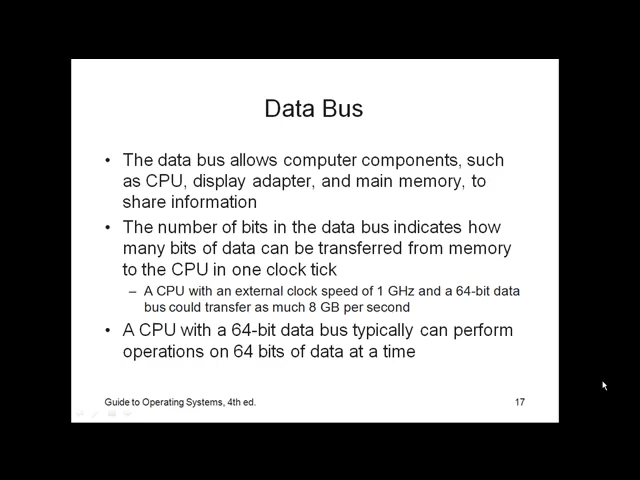 Data Bus
• The data bus allows computer components, such
as CPU, display adapter, and main memory, to
share information
• The number of bits in the data bus indicates how
many bits of data can be transferred from memory
to the CPU in one clock tick
– A CPU with an external clock speed of 1 GHz and a 64-bit data
bus could transfer as much 8 GB per second
• A CPU with a 64-bit data bus typically can perform
operations on 64 bits of data at a time
Guide to Operating Systems, 4th ed.
17